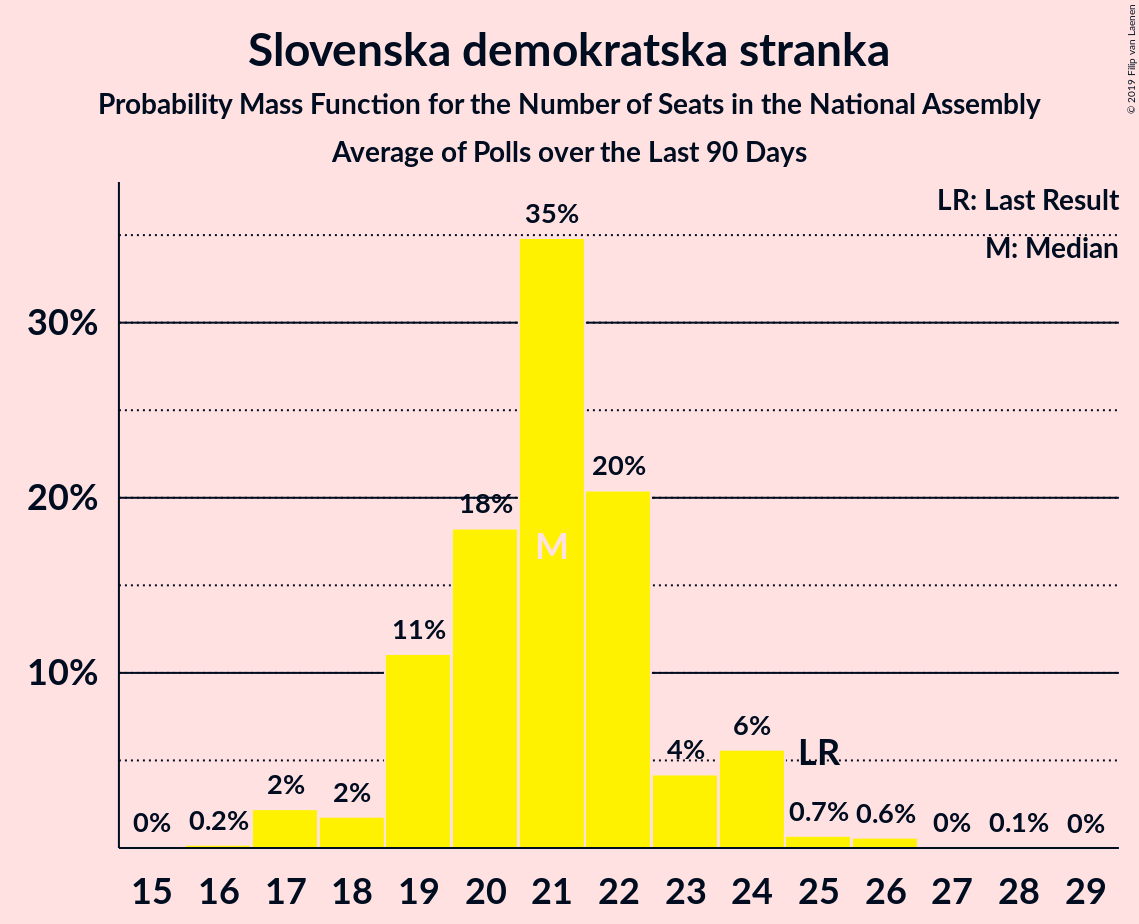 Slovenska demokratska stranka
Probability Mass Function for the Number of Seats in the National Assembly
Average of Polls over the Last 90 Days
© 2019 Filip van Laenen
LR: Last Result
M: Median
30%
20%
10%
0%
0.2%
2%
2%
11%
18%
35%
M
20%
4%
6%
LR
0.7%
0.6%
0%
0.1%
0%
15 16 17 18 19 20 21 22 23 24 25 26 27 28 29